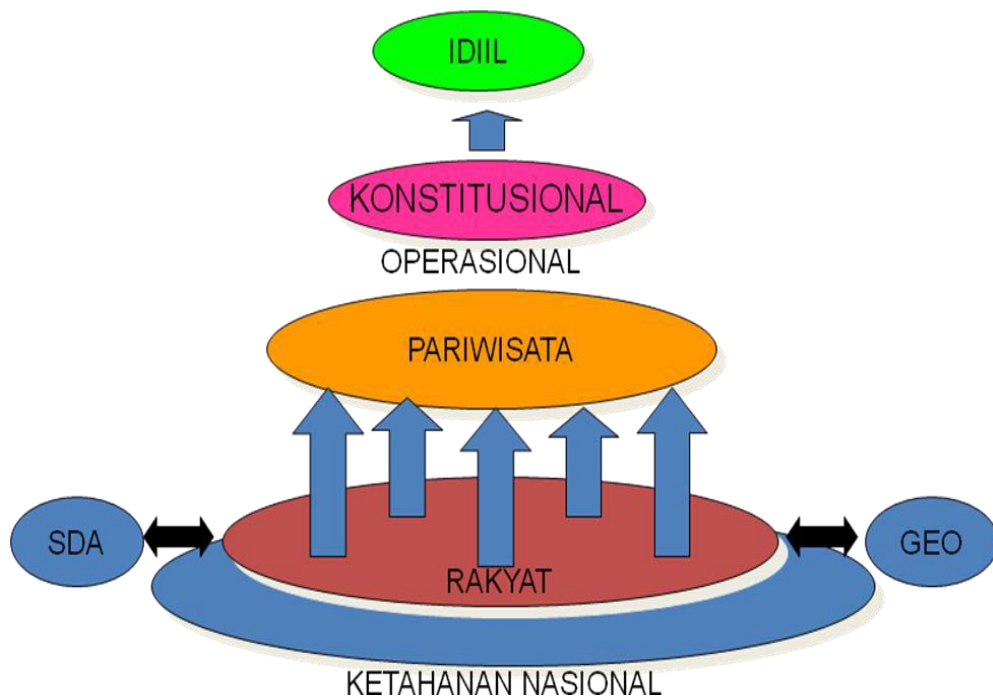 IDIIL
KONSTITUSIONAL
OPERASIONAL
PARIWISATA
SDA
GEO
RAKYAT
KETAHANAN NASIONAL